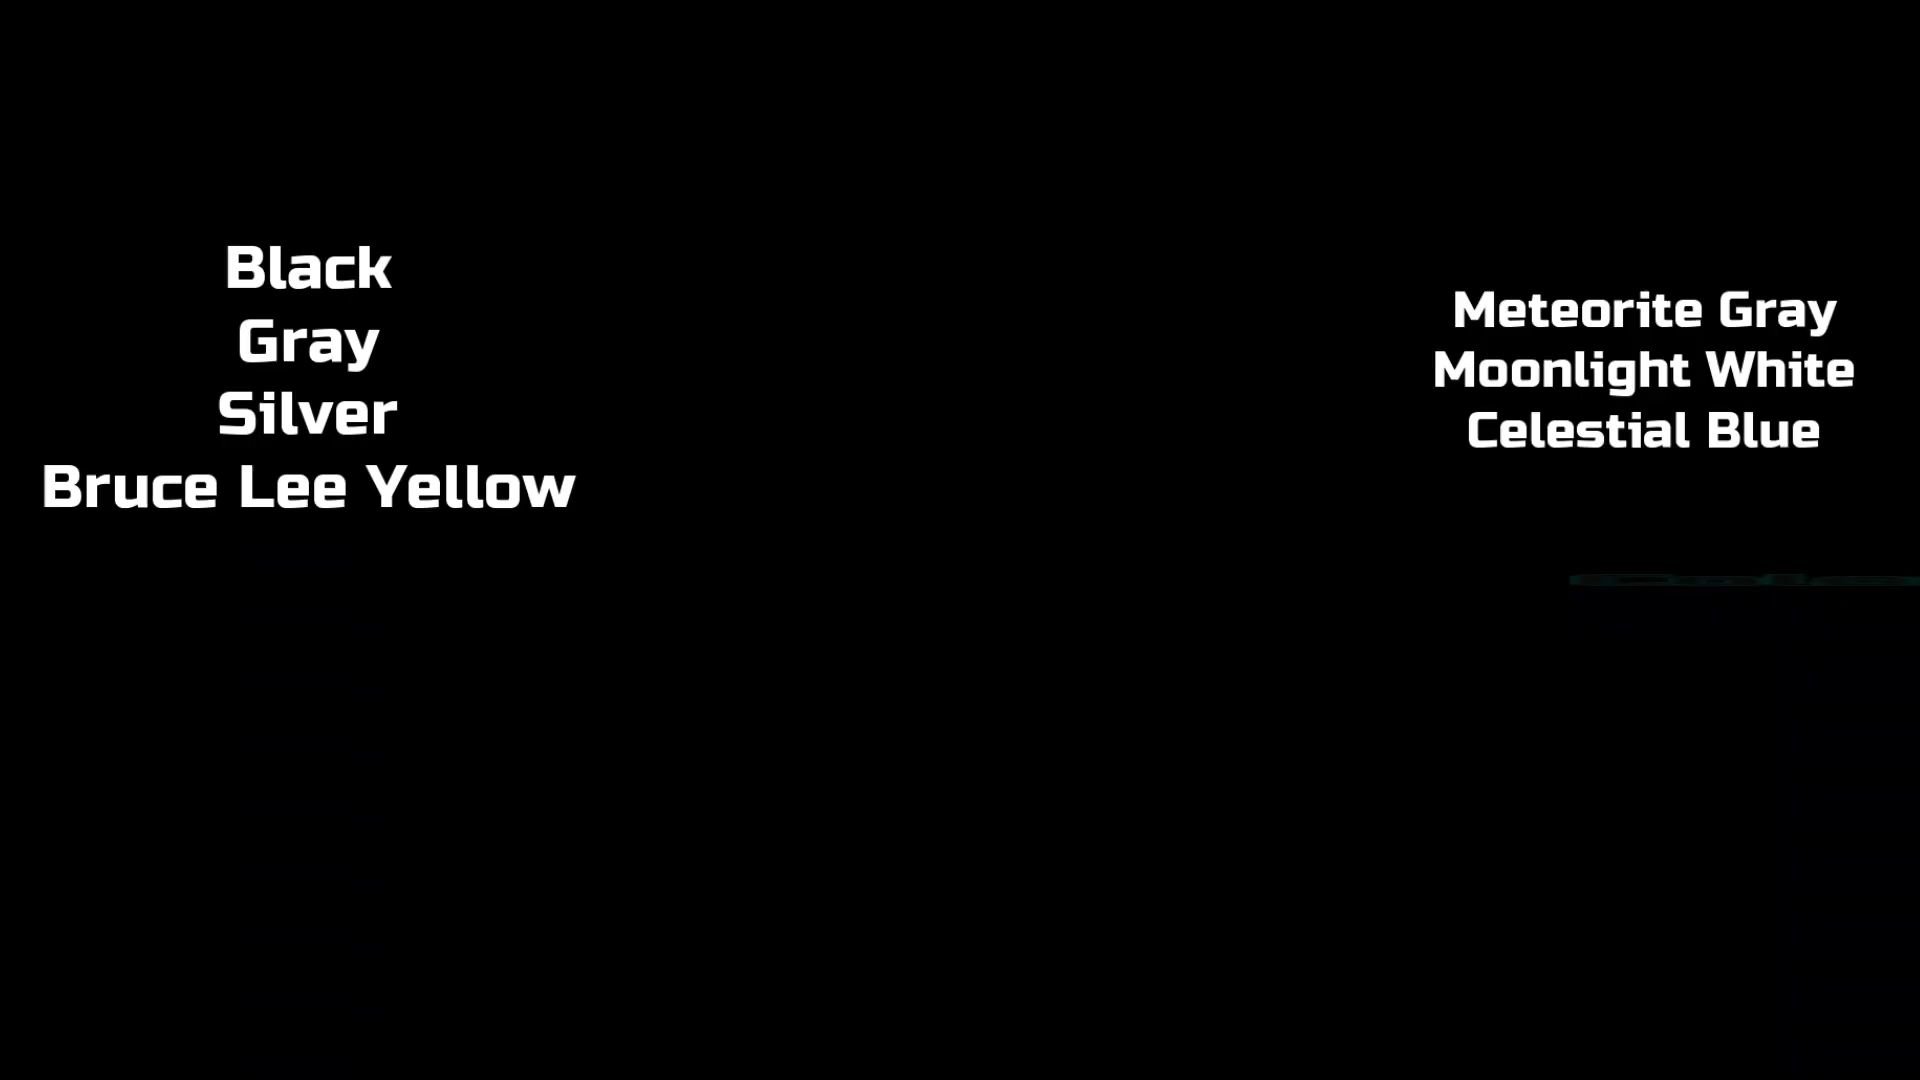 Black
Gray
Silver
Bruce Lee Yellow
Meteorite Gray
Moonlight White
Celestial Blue